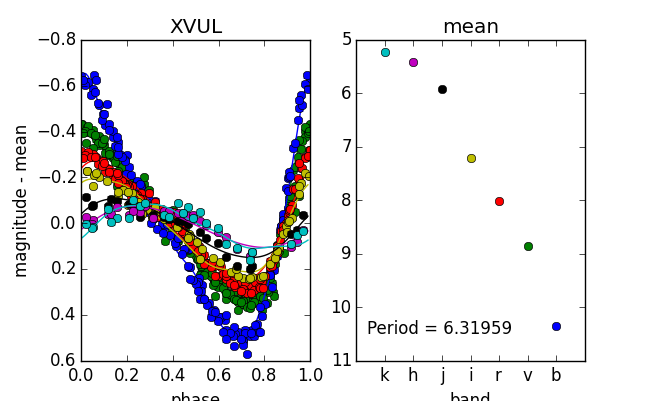 XVUL
mean
−0.8
−0.6
−0.4
−0.2
0.0
0.2
0.4
0.6
magnitude - mean
0.0 0.2 0.4 0.6 0.8 1.0
phase
5
6
7
8
9
10
11
Period = 6.31959
k h j i r v b
band